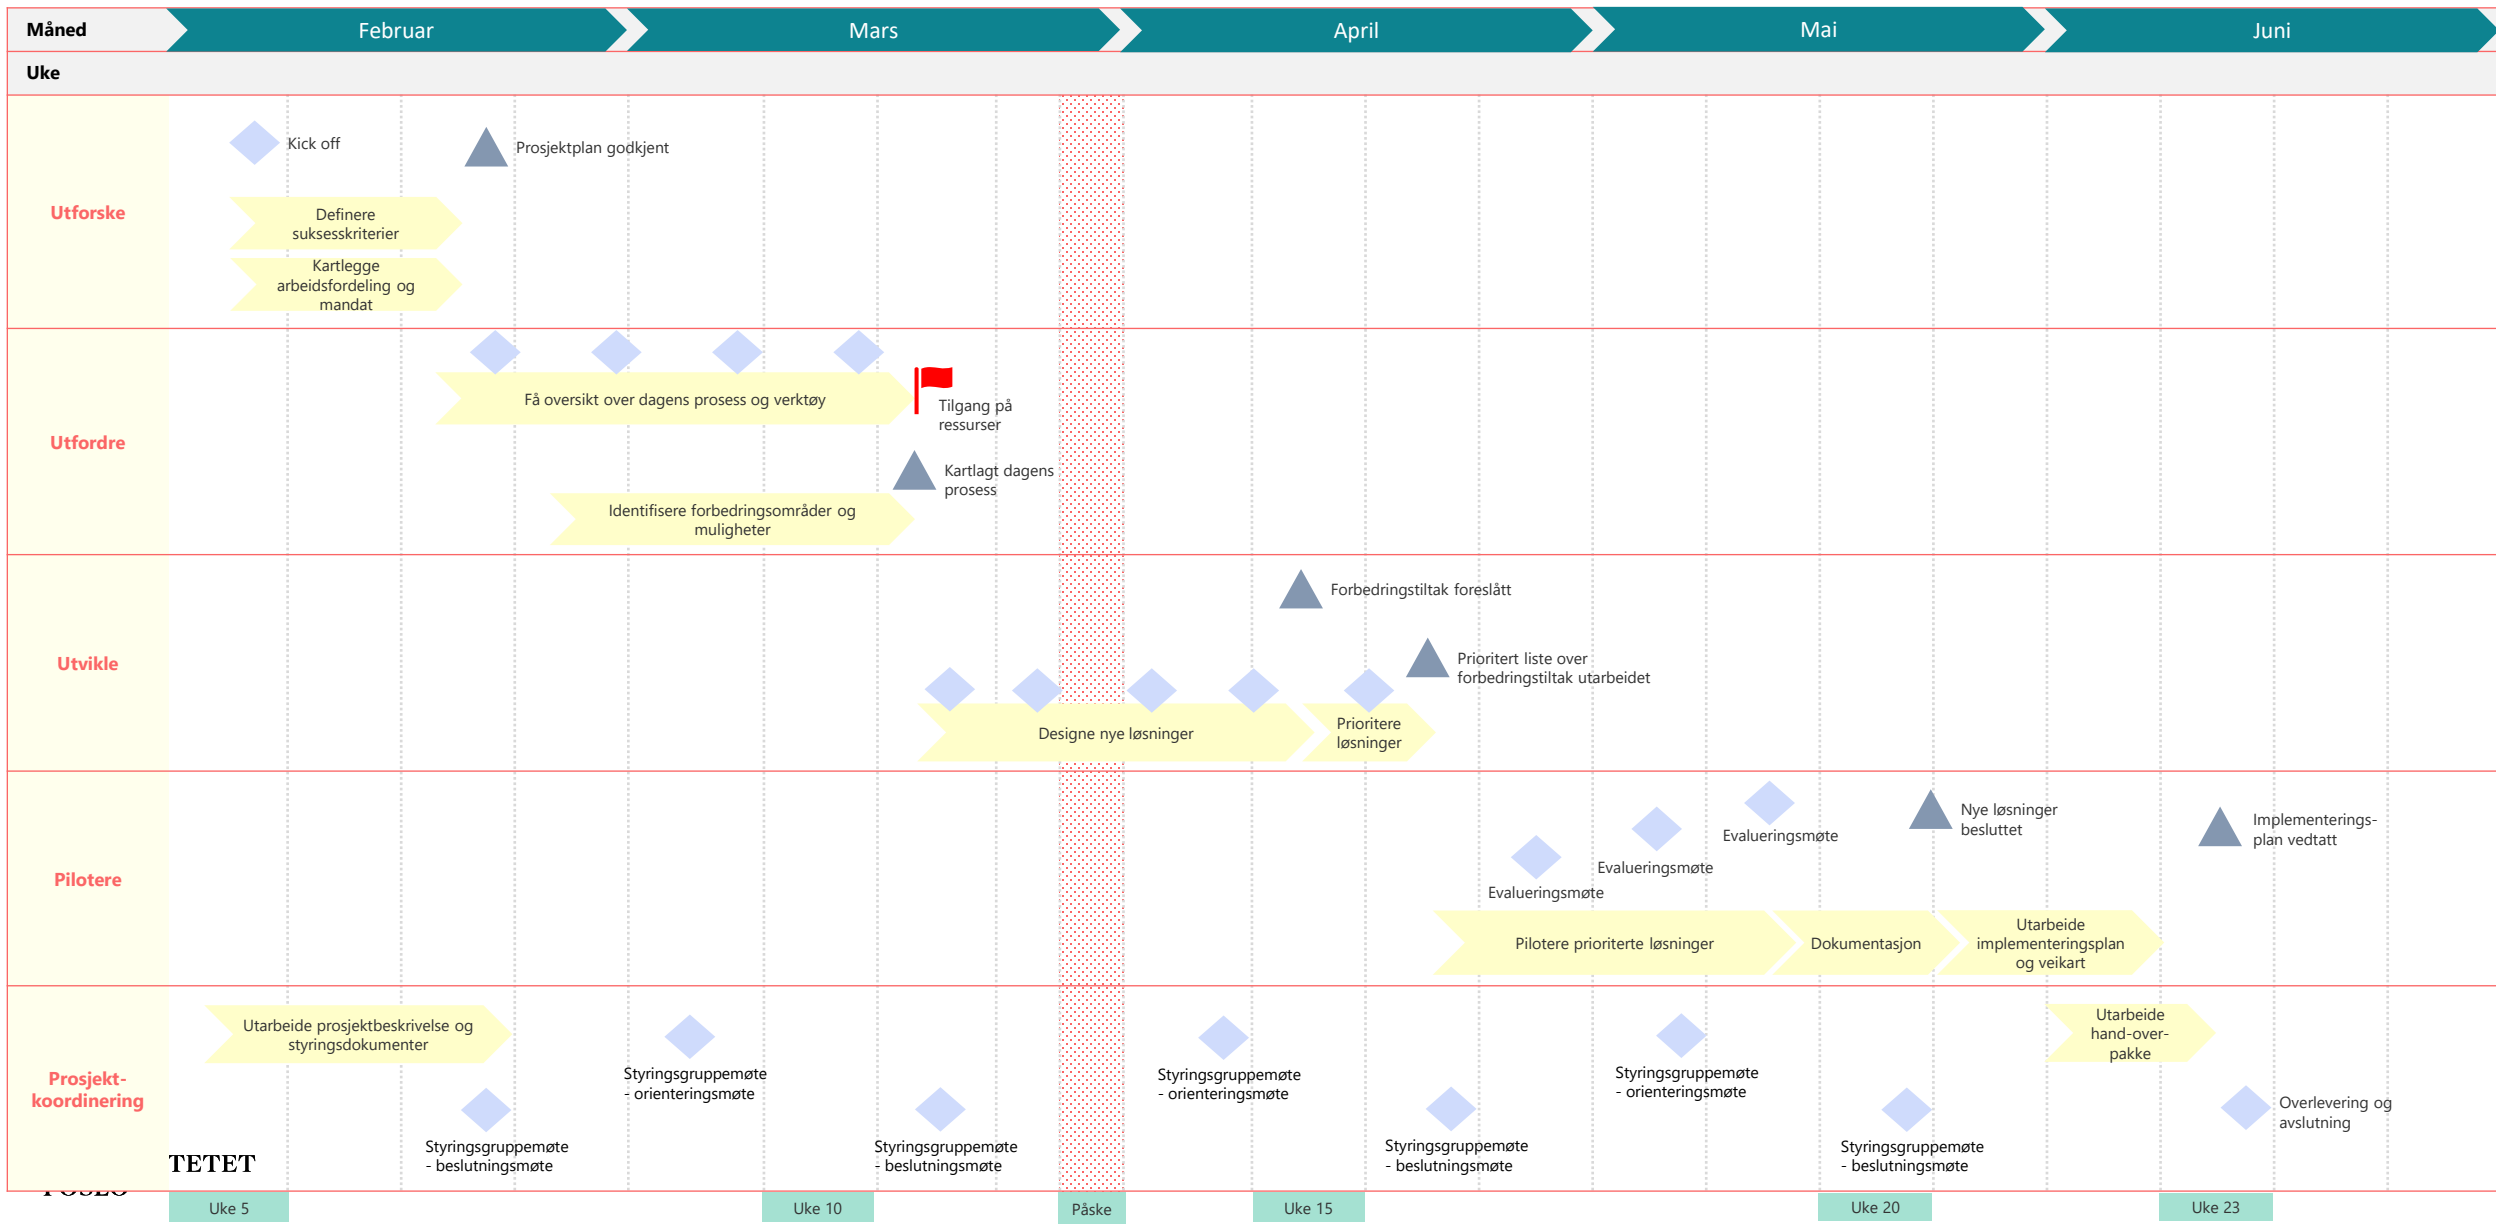 Måned
Februar
Mars
April
Mai
Juni
Uke
Utforske
Kick off
Prosjektplan godkjent
Definere
suksesskriterier
Kartlegge
arbeidsfordeling og
mandat
Utfordre
Få oversikt over dagens prosess og verktøy
Tilgang på
ressurser
Kartlagt dagens
prosess
Identifisere forbedringsområder og
muligheter
Utvikle
Forbedringstiltak foreslått
Prioritert liste over
forbedringstiltak utarbeidet
Designe nye løsninger
Prioritere
løsninger
Pilotere
Evalueringsmøte
Evalueringsmøte
Evalueringsmøte
Nye løsninger
besluttet
Implementerings-
plan vedtatt
Pilotere prioriterte løsninger
Dokumentasjon
Utarbeide
implementeringsplan
og veikart
Prosjekt-
koordinering
Utarbeide prosjektbeskrivelse og
styringsdokumenter
Styringsgruppemøte
- beslutningsmøte
Styringsgruppemøte
- orienteringsmøte
Styringsgruppemøte
- beslutningsmøte
Styringsgruppemøte
- orienteringsmøte
Styringsgruppemøte
- beslutningsmøte
Styringsgruppemøte
- orienteringsmøte
Styringsgruppemøte
- beslutningsmøte
Utarbeide
hand-over-
pakke
Overlevering og
avslutning
TETET
Uke 5
Uke 10
Påske
Uke 15
Uke 20
Uke 23